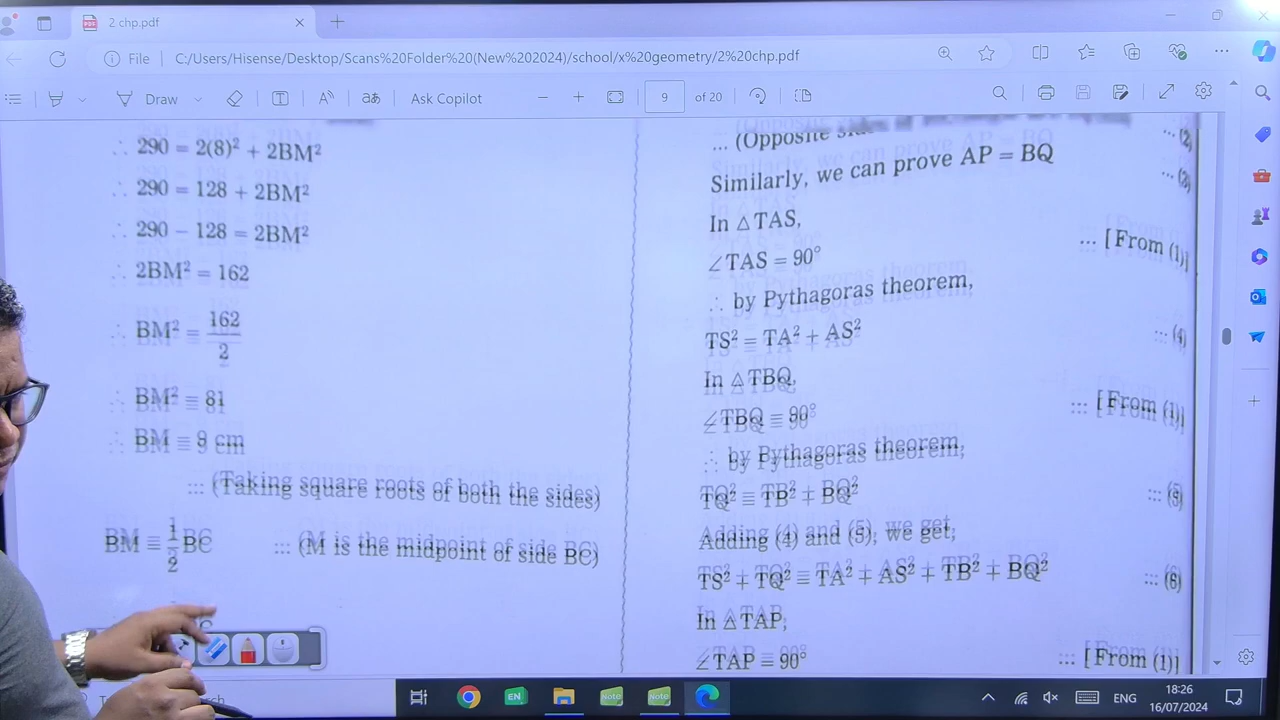 2 chp.pdf
File
C:/Users/Hisense/Desktop/Scans%20Folder%20(New%202024)/school/x%20geometry/2%20chp.pdf
Draw
Ask Copilot
9 of 20
∴ 290 = 2(8)² + 2BM²
∴ 290 = 128 + 2BM²
∴ 290 − 128 = 2BM²
∴ 2BM² = 162
∴ BM² = 162/2
∴ BM² = 81
∴ BM = 9 cm
... (Taking square roots of both the sides)
BM = 1/2 BC ... (M is the midpoint of side BC)
... (Opposite
... (2)
Similarly, we can prove AP = BQ
In △TAS,
∠TAS = 90° ... [From (1)]
∴ by Pythagoras theorem,
TS² = TA² + AS² ... (4)
In △TBQ,
∠TBQ = 90° ... [From (1)]
∴ by Pythagoras theorem,
TQ² = TB² + BQ² ... (5)
Adding (4) and (5), we get,
TS² + TQ² = TA² + AS² + TB² + BQ² ... (6)
In △TAP,
∠TAP = 90° ... [From (1)]
EN
Note
Note
ENG
18:26
16/07/2024